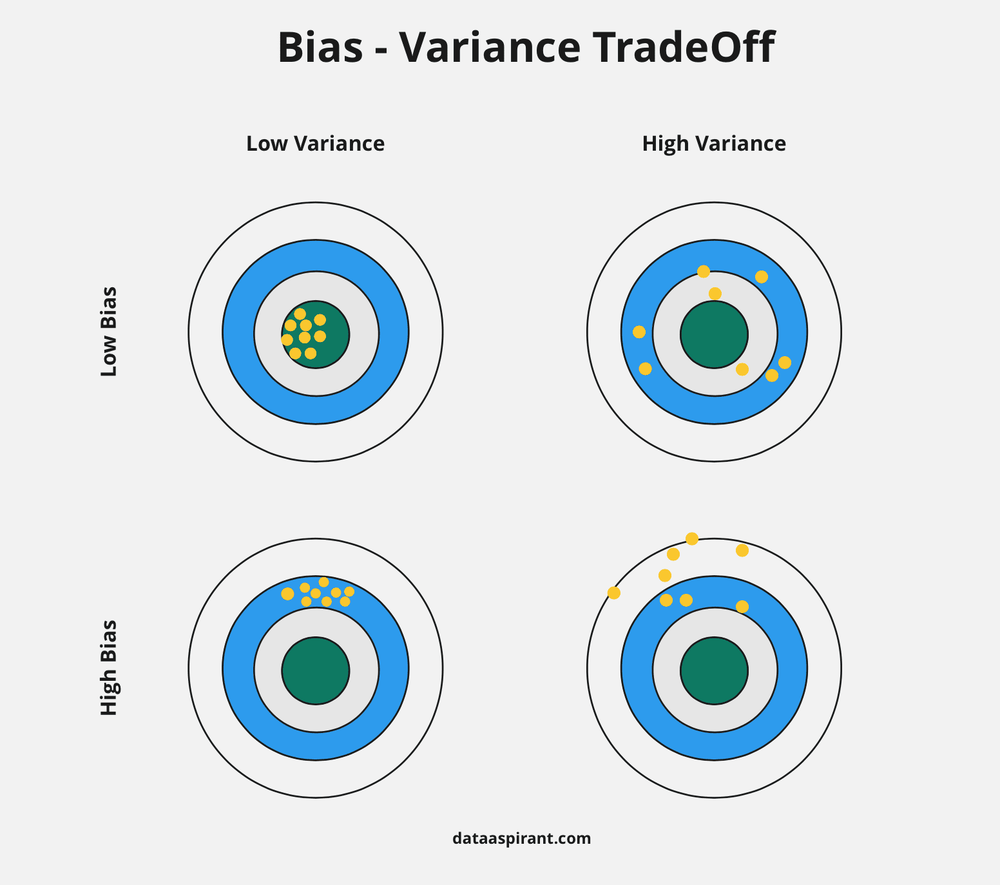 Bias - Variance TradeOff
Low Variance
High Variance
Low Bias
High Bias
dataaspirant.com